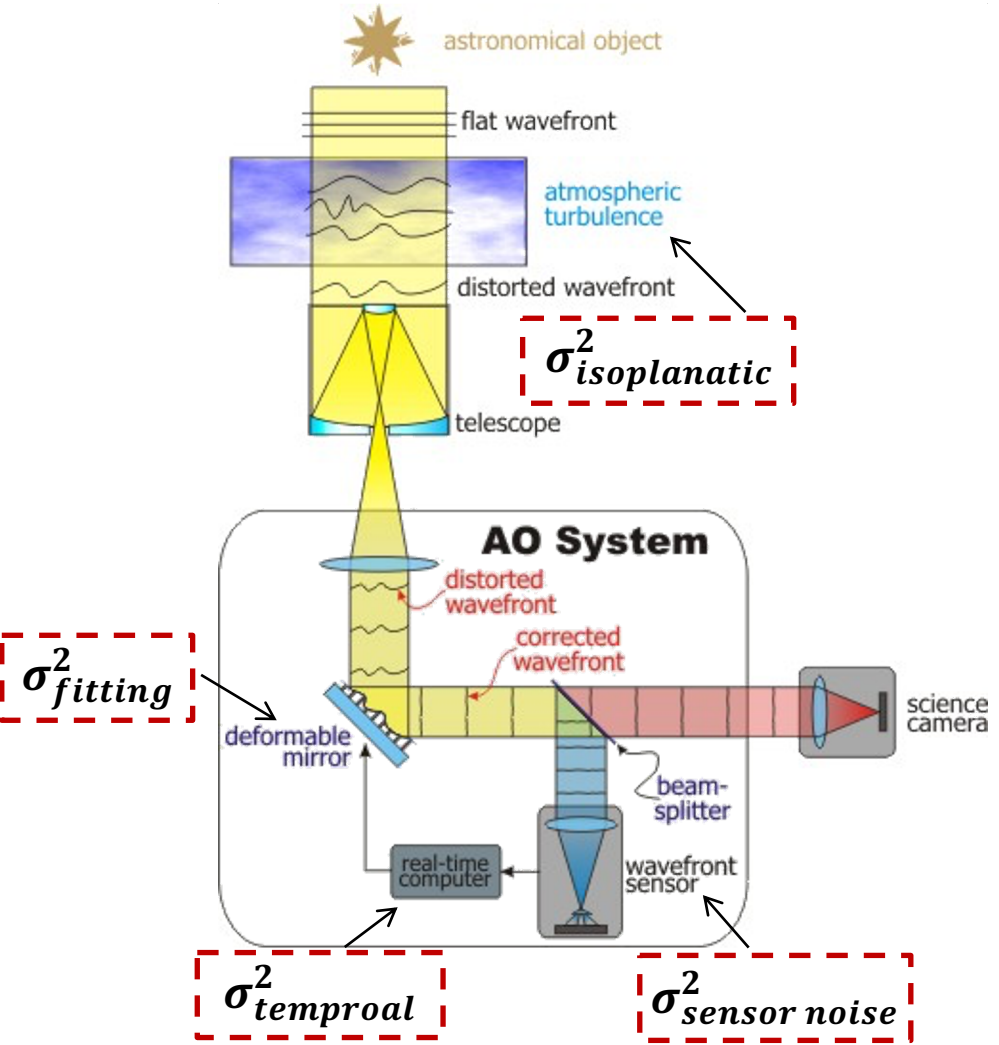 astronomical object
flat wavefront
atmospheric
turbulence
distorted wavefront
σ²isoplanatic
telescope
AO System
distorted
wavefront
corrected
wavefront
σ²fitting
science
camera
deformable
mirror
beam-
splitter
real-time
computer
wavefront
sensor
σ²temproal
σ²sensor noise